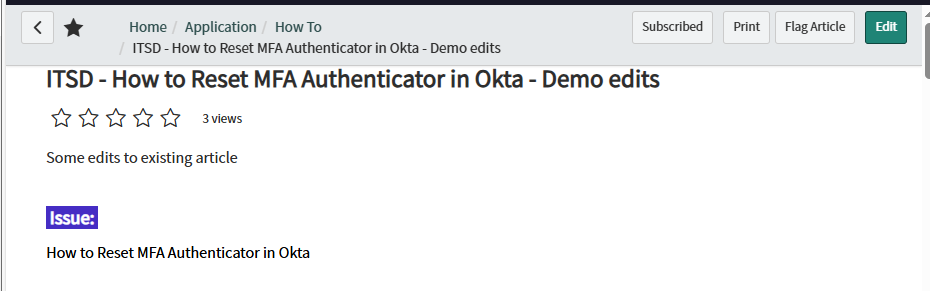 Home / Application / How To
Subscribed
Print
Flag Article
Edit
/ ITSD - How to Reset MFA Authenticator in Okta - Demo edits
ITSD - How to Reset MFA Authenticator in Okta - Demo edits
3 views
Some edits to existing article
Issue:
How to Reset MFA Authenticator in Okta